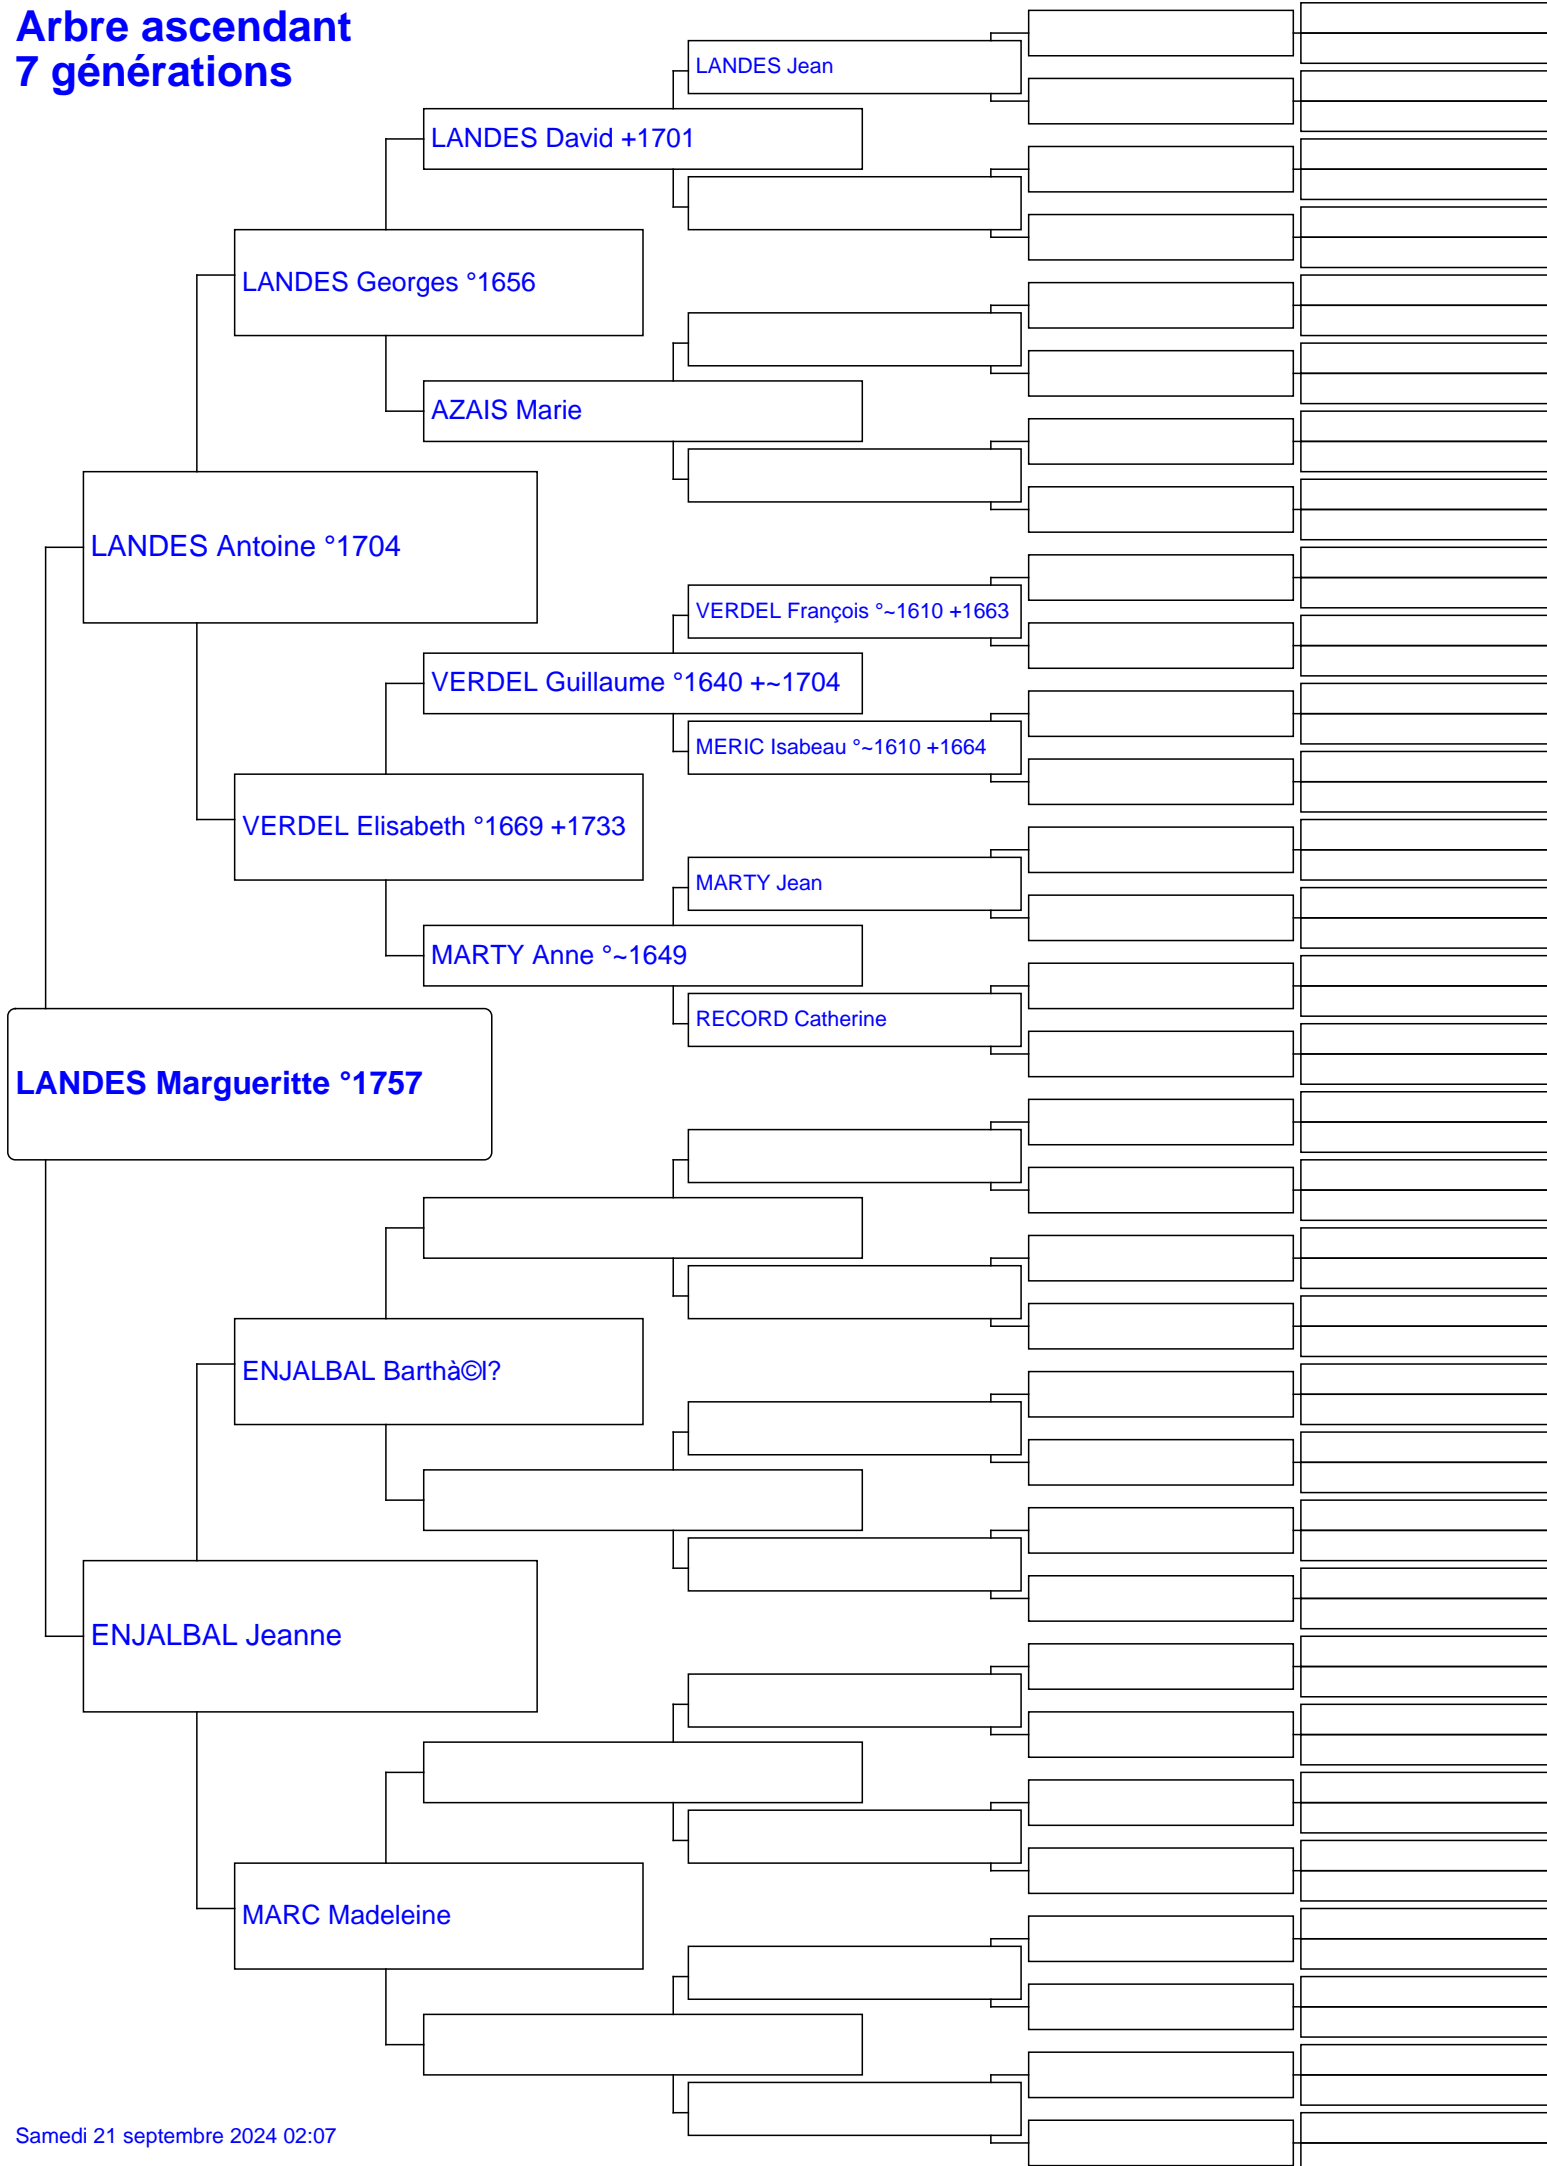 Arbre ascendant
7 générations
LANDES Jean
LANDES David +1701
LANDES Georges °1656
AZAIS Marie
LANDES Antoine °1704
VERDEL François °~1610 +1663
VERDEL Guillaume °1640 +~1704
MERIC Isabeau °~1610 +1664
VERDEL Elisabeth °1669 +1733
MARTY Jean
MARTY Anne °~1649
RECORD Catherine
LANDES Margueritte °1757
ENJALBAL Barthà©l?
ENJALBAL Jeanne
MARC Madeleine
Samedi 21 septembre 2024 02:07